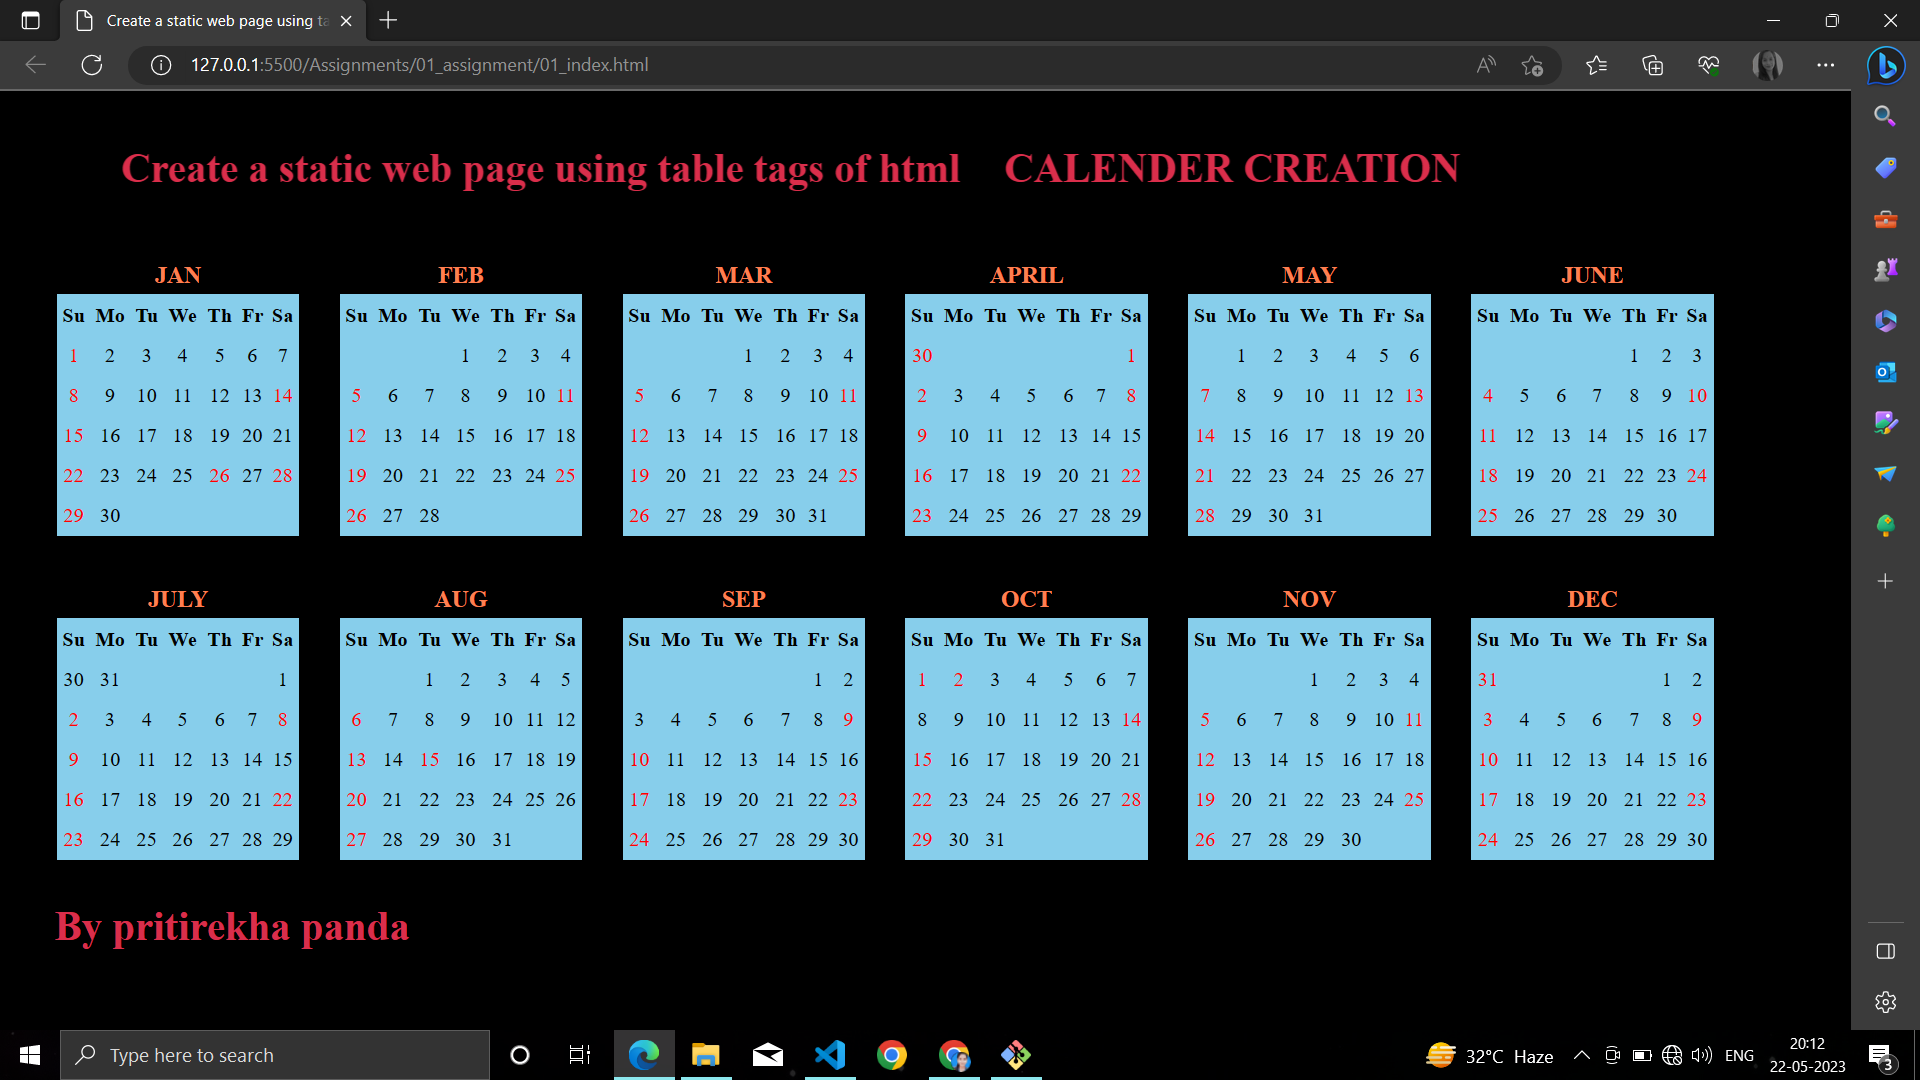 Create a static web page using ta
127.0.0.1:5500/Assignments/01_assignment/01_index.html
Create a static web page using table tags of html CALENDER CREATION
JAN
Su Mo Tu We Th Fr Sa
1 2 3 4 5 6 7
8 9 10 11 12 13 14
15 16 17 18 19 20 21
22 23 24 25 26 27 28
29 30
FEB
Su Mo Tu We Th Fr Sa
1 2 3 4
5 6 7 8 9 10 11
12 13 14 15 16 17 18
19 20 21 22 23 24 25
26 27 28
MAR
Su Mo Tu We Th Fr Sa
1 2 3 4
5 6 7 8 9 10 11
12 13 14 15 16 17 18
19 20 21 22 23 24 25
26 27 28 29 30 31
APRIL
Su Mo Tu We Th Fr Sa
30 1
2 3 4 5 6 7 8
9 10 11 12 13 14 15
16 17 18 19 20 21 22
23 24 25 26 27 28 29
MAY
Su Mo Tu We Th Fr Sa
1 2 3 4 5 6
7 8 9 10 11 12 13
14 15 16 17 18 19 20
21 22 23 24 25 26 27
28 29 30 31
JUNE
Su Mo Tu We Th Fr Sa
1 2 3
4 5 6 7 8 9 10
11 12 13 14 15 16 17
18 19 20 21 22 23 24
25 26 27 28 29 30
JULY
Su Mo Tu We Th Fr Sa
30 31 1
2 3 4 5 6 7 8
9 10 11 12 13 14 15
16 17 18 19 20 21 22
23 24 25 26 27 28 29
AUG
Su Mo Tu We Th Fr Sa
1 2 3 4 5
6 7 8 9 10 11 12
13 14 15 16 17 18 19
20 21 22 23 24 25 26
27 28 29 30 31
SEP
Su Mo Tu We Th Fr Sa
1 2
3 4 5 6 7 8 9
10 11 12 13 14 15 16
17 18 19 20 21 22 23
24 25 26 27 28 29 30
OCT
Su Mo Tu We Th Fr Sa
1 2 3 4 5 6 7
8 9 10 11 12 13 14
15 16 17 18 19 20 21
22 23 24 25 26 27 28
29 30 31
NOV
Su Mo Tu We Th Fr Sa
1 2 3 4
5 6 7 8 9 10 11
12 13 14 15 16 17 18
19 20 21 22 23 24 25
26 27 28 29 30
DEC
Su Mo Tu We Th Fr Sa
31 1 2
3 4 5 6 7 8 9
10 11 12 13 14 15 16
17 18 19 20 21 22 23
24 25 26 27 28 29 30
By pritirekha panda
Type here to search
32°C Haze
ENG
20:12
22-05-2023
3